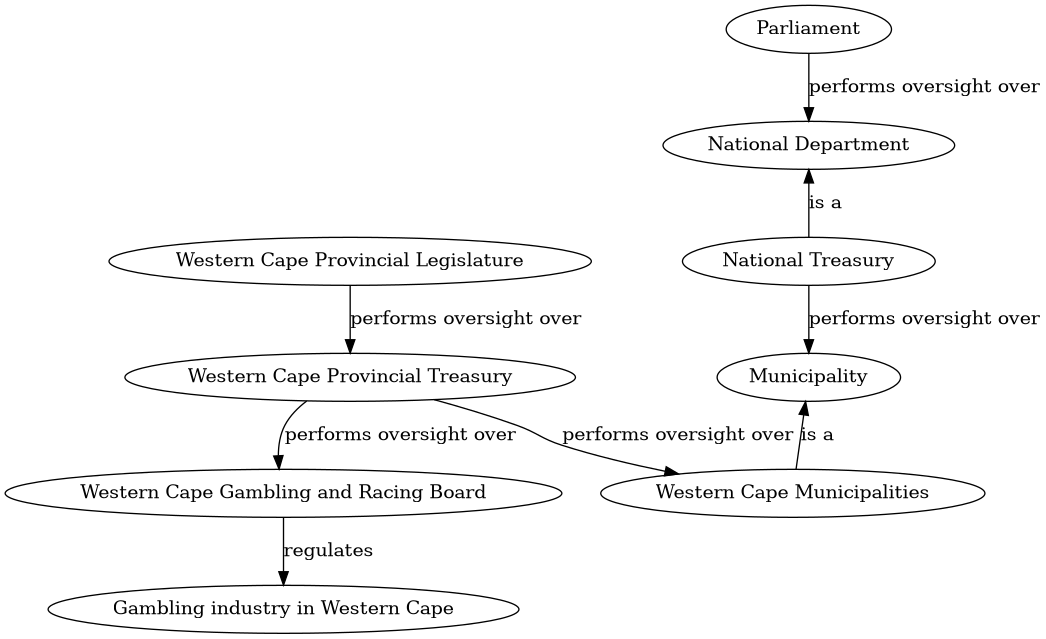 Parliament
performs oversight over
National Department
is a
Western Cape Provincial Legislature
National Treasury
performs oversight over
performs oversight over
Western Cape Provincial Treasury
Municipality
performs oversight over
performs oversight over
is a
Western Cape Gambling and Racing Board
Western Cape Municipalities
regulates
Gambling industry in Western Cape